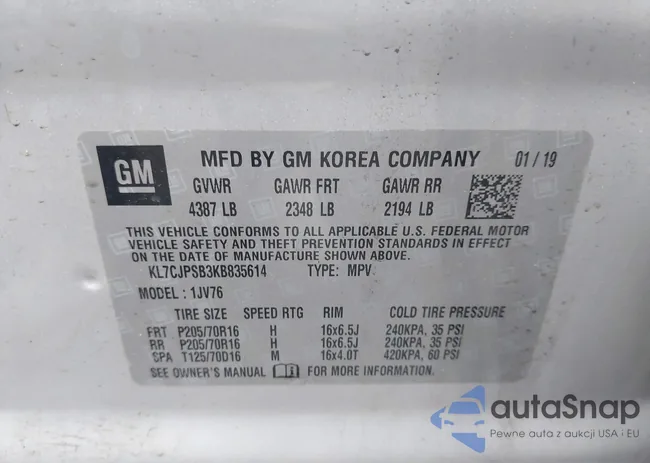 GM MFD BY GM KOREA COMPANY 01/19
GVWR GAWR FRT GAWR RR
4387 LB 2348 LB 2194 LB
THIS VEHICLE CONFORMS TO ALL APPLICABLE U.S. FEDERAL MOTOR
VEHICLE SAFETY AND THEFT PREVENTION STANDARDS IN EFFECT
ON THE DATE OF MANUFACTURE SHOWN ABOVE.
KL7CJPSB3KB835614 TYPE: MPV
MODEL: 1JV76
TIRE SIZE SPEED RTG RIM COLD TIRE PRESSURE
FRT P205/70R16 H 16x6.5J 240KPA, 35 PSI
RR P205/70R16 H 16x6.5J 240KPA, 35 PSI
SPA T125/70D16 M 16x4.0T 420KPA, 60 PSI
SEE OWNER'S MANUAL FOR MORE INFORMATION.
autaSnap
Pewne auta z aukcji USA i EU